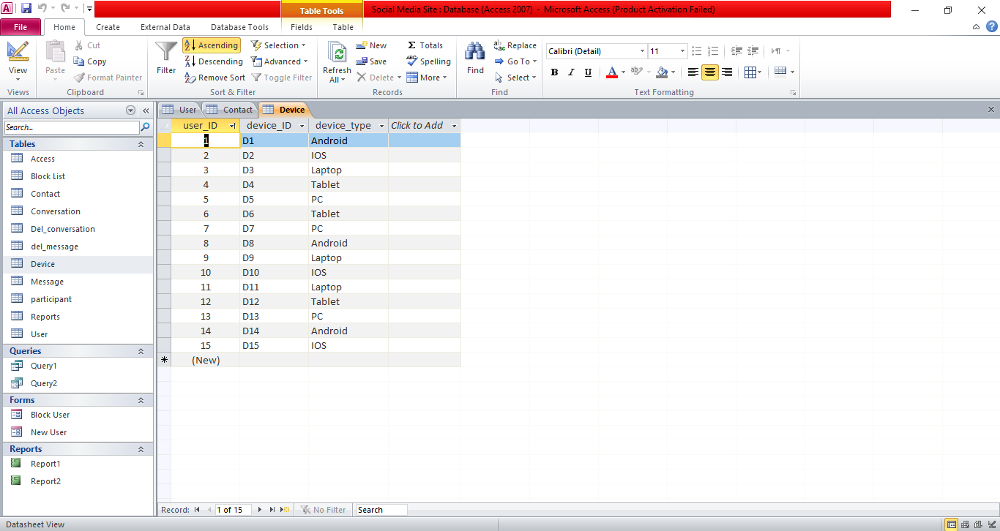 Table Tools Social Media Site : Database (Access 2007) - Microsoft Access (Product Activation Failed)
File Home Create External Data Database Tools Fields Table
View
Views
Paste
Cut
Copy
Format Painter
Clipboard
Filter
Ascending
Descending
Remove Sort
Selection
Advanced
Toggle Filter
Sort & Filter
Refresh
All
New
Save
Delete
Totals
Spelling
More
Records
Find
Replace
Go To
Select
Find
Calibri (Detail) 11
B I U A ab
Text Formatting
All Access Objects
Search...
Tables
Access
Block List
Contact
Conversation
Del_conversation
del_message
Device
Message
participant
Reports
User
Queries
Query1
Query2
Forms
Block User
New User
Reports
Report1
Report2
User Contact Device
user_ID device_ID device_type Click to Add
1 D1 Android
2 D2 IOS
3 D3 Laptop
4 D4 Tablet
5 D5 PC
6 D6 Tablet
7 D7 PC
8 D8 Android
9 D9 Laptop
10 D10 IOS
11 D11 Laptop
12 D12 Tablet
13 D13 PC
14 D14 Android
15 D15 IOS
(New)
Record: 1 of 15 No Filter Search
Datasheet View